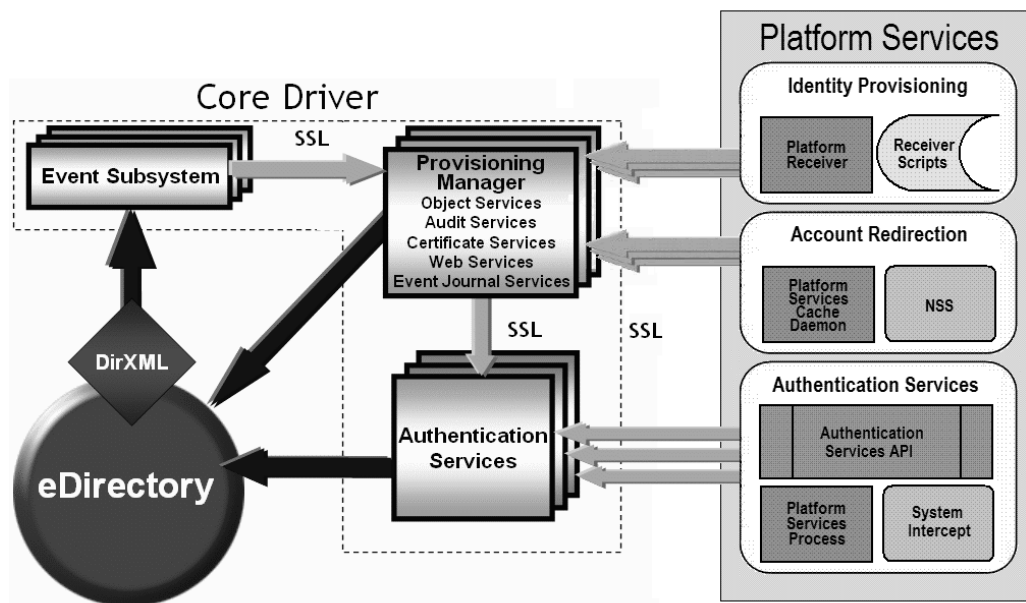 Core Driver
SSL
Event Subsystem
Provisioning
Manager
Object Services
Audit Services
Certificate Services
Web Services
Event Journal Services
SSL
SSL
DirXML
eDirectory
Authentication
Services
Platform Services
Identity Provisioning
Platform
Receiver
Receiver
Scripts
Account Redirection
Platform
Services
Cache
Daemon
NSS
Authentication Services
Authentication
Services API
Platform
Services
Process
System
Intercept